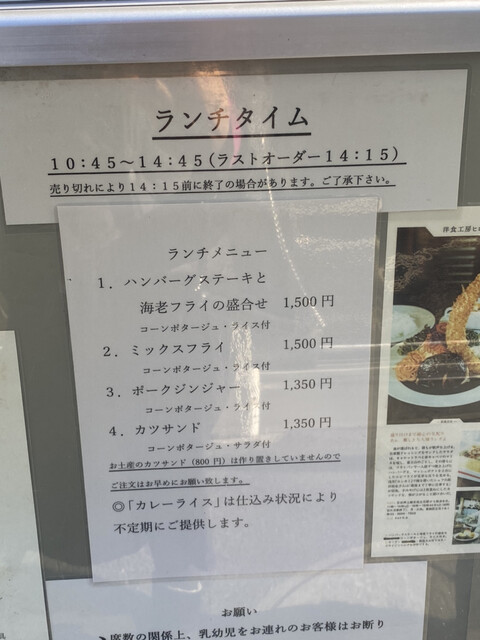 ランチタイム
10:45～14:45(ラストオーダー14:15)
売り切れにより14:15前に終了の場合があります。ご了承下さい。
ランチメニュー
1．ハンバーグステーキと
海老フライの盛合せ 1,500円
コーンポタージュ・ライス付
2．ミックスフライ 1,500円
コーンポタージュ・ライス付
3．ポークジンジャー 1,350円
コーンポタージュ・ライス付
4．カツサンド 1,350円
コーンポタージュ・サラダ付
お土産のカツサンド（800円）は作り置きしていませんので
ご注文はお早めにお願い致します。
◎「カレーライス」は仕込み状況により
不定期にご提供します。
洋食工房ヒ
お願い
席数の関係上、乳幼児をお連れのお客様はお断り